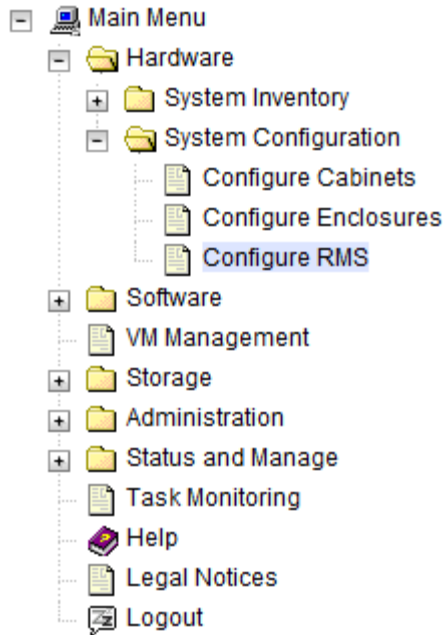 Main Menu
Hardware
System Inventory
System Configuration
Configure Cabinets
Configure Enclosures
Configure RMS
Software
VM Management
Storage
Administration
Status and Manage
Task Monitoring
Help
Legal Notices
Logout